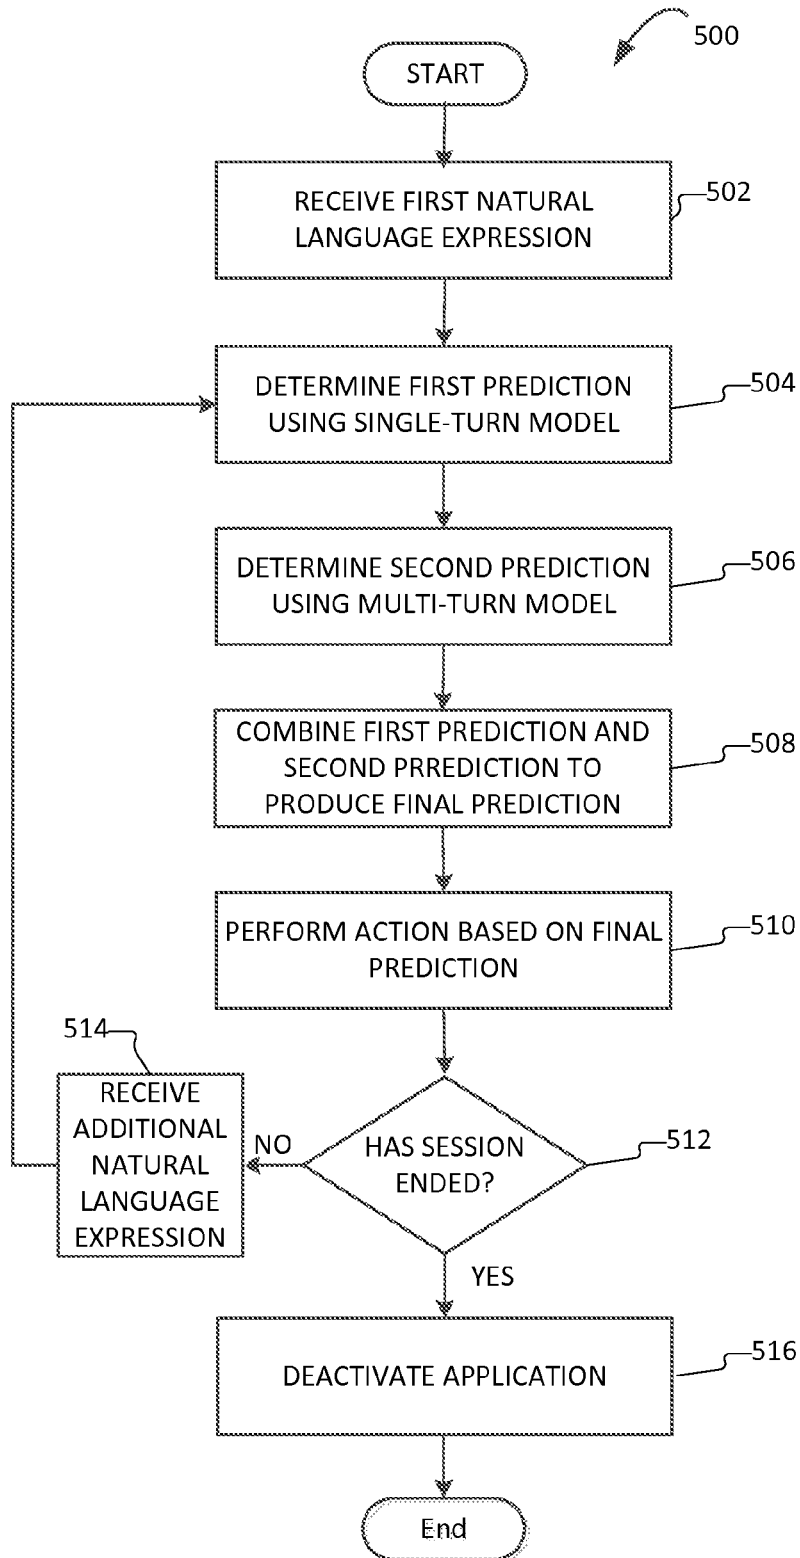 500
START
RECEIVE FIRST NATURAL
LANGUAGE EXPRESSION
502
DETERMINE FIRST PREDICTION
USING SINGLE-TURN MODEL
504
DETERMINE SECOND PREDICTION
USING MULTI-TURN MODEL
506
COMBINE FIRST PREDICTION AND
SECOND PRREDICTION TO
PRODUCE FINAL PREDICTION
508
PERFORM ACTION BASED ON FINAL
PREDICTION
510
HAS SESSION
ENDED?
512
NO
514
RECEIVE
ADDITIONAL
NATURAL
LANGUAGE
EXPRESSION
YES
DEACTIVATE APPLICATION
516
End